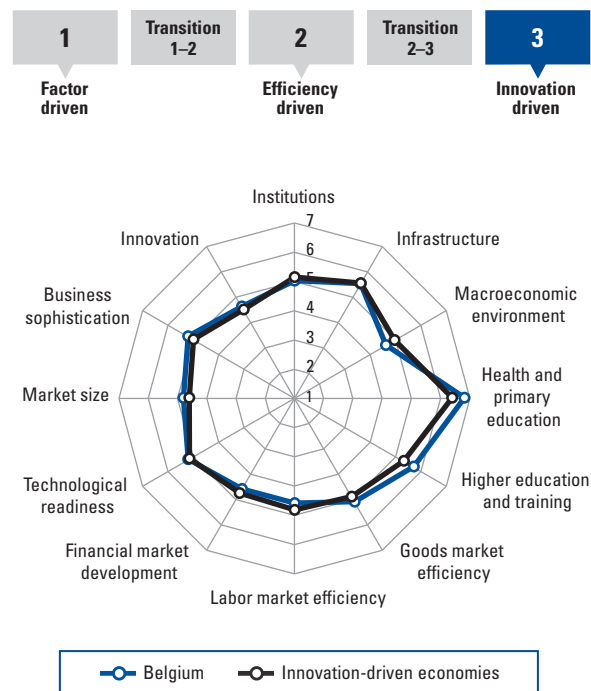 1
Transition
1–2
2
Transition
2–3
3
Factor
driven
Efficiency
driven
Innovation
driven
Institutions
Infrastructure
Macroeconomic
environment
Health and
primary
education
Higher education
and training
Goods market
efficiency
Labor market efficiency
Financial market
development
Technological
readiness
Market size
Business
sophistication
Innovation
7
6
5
4
3
2
1
Belgium
Innovation-driven economies